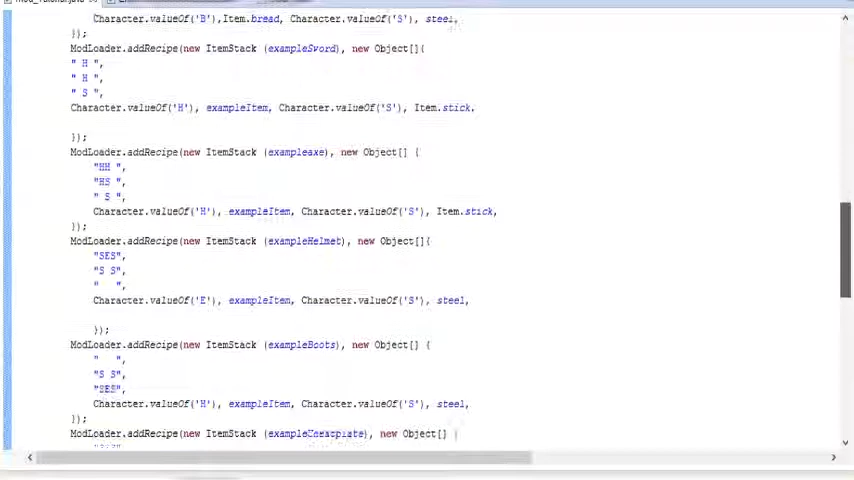 Character.valueOf('B'),Item.bread, Character.valueOf('S'), steel,
});
ModLoader.addRecipe(new ItemStack (exampleSword), new Object[]{
" H ",
" H ",
" S ",
Character.valueOf('H'), exampleItem, Character.valueOf('S'), Item.stick,
});
ModLoader.addRecipe(new ItemStack (exampleaxe), new Object[] {
"HH ",
"HS ",
" S ",
Character.valueOf('H'), exampleItem, Character.valueOf('S'), Item.stick,
});
ModLoader.addRecipe(new ItemStack (exampleHelmet), new Object[]{
"SES",
"S S",
"   ",
Character.valueOf('E'), exampleItem, Character.valueOf('S'), steel,
});
ModLoader.addRecipe(new ItemStack (exampleBoots), new Object[] {
"   ",
"S S",
"SES",
Character.valueOf('H'), exampleItem, Character.valueOf('S'), steel,
});
ModLoader.addRecipe(new ItemStack new Object[]